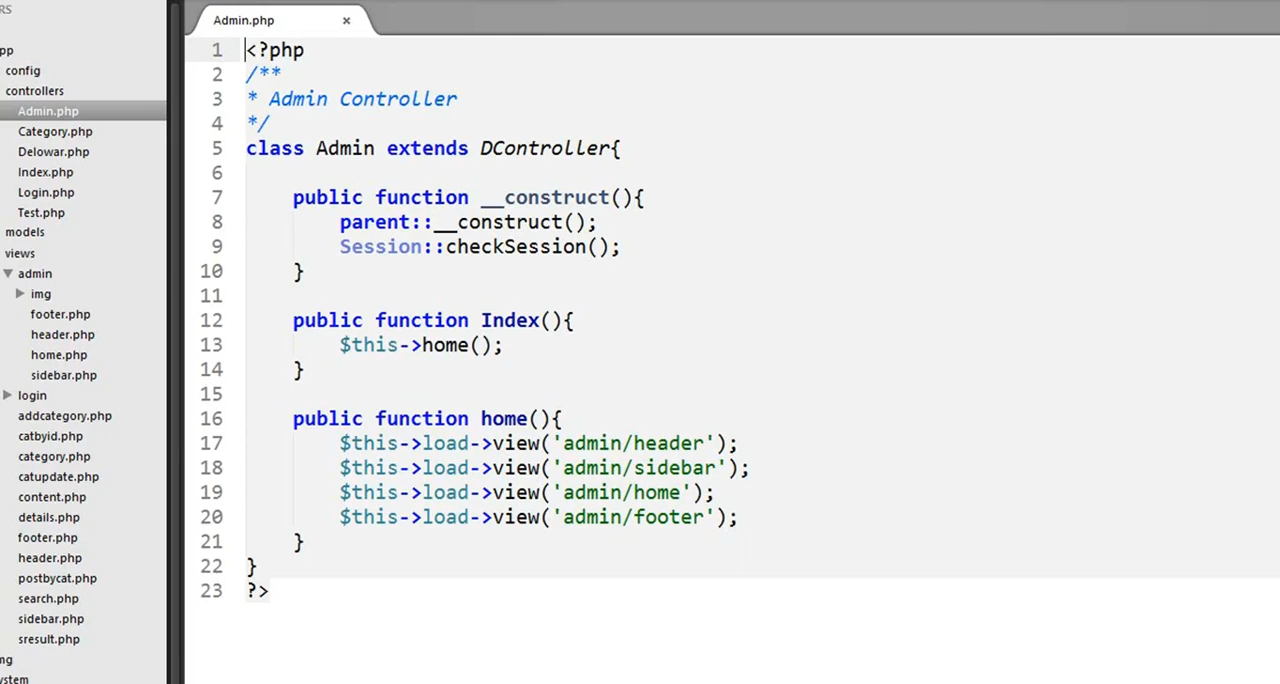 RS
pp
config
controllers
Admin.php
Category.php
Delowar.php
Index.php
Login.php
Test.php
models
views
admin
img
footer.php
header.php
home.php
sidebar.php
login
addcategory.php
catbyid.php
category.php
catupdate.php
content.php
details.php
footer.php
header.php
postbycat.php
search.php
sidebar.php
sresult.php
ng
ystem
Admin.php ×
1 <?php
2 /**
3 * Admin Controller
4 */
5 class Admin extends DController{
6
7 public function __construct(){
8 parent::__construct();
9 Session::checkSession();
10 }
11
12 public function Index(){
13 $this->home();
14 }
15
16 public function home(){
17 $this->load->view('admin/header');
18 $this->load->view('admin/sidebar');
19 $this->load->view('admin/home');
20 $this->load->view('admin/footer');
21 }
22 }
23 ?>